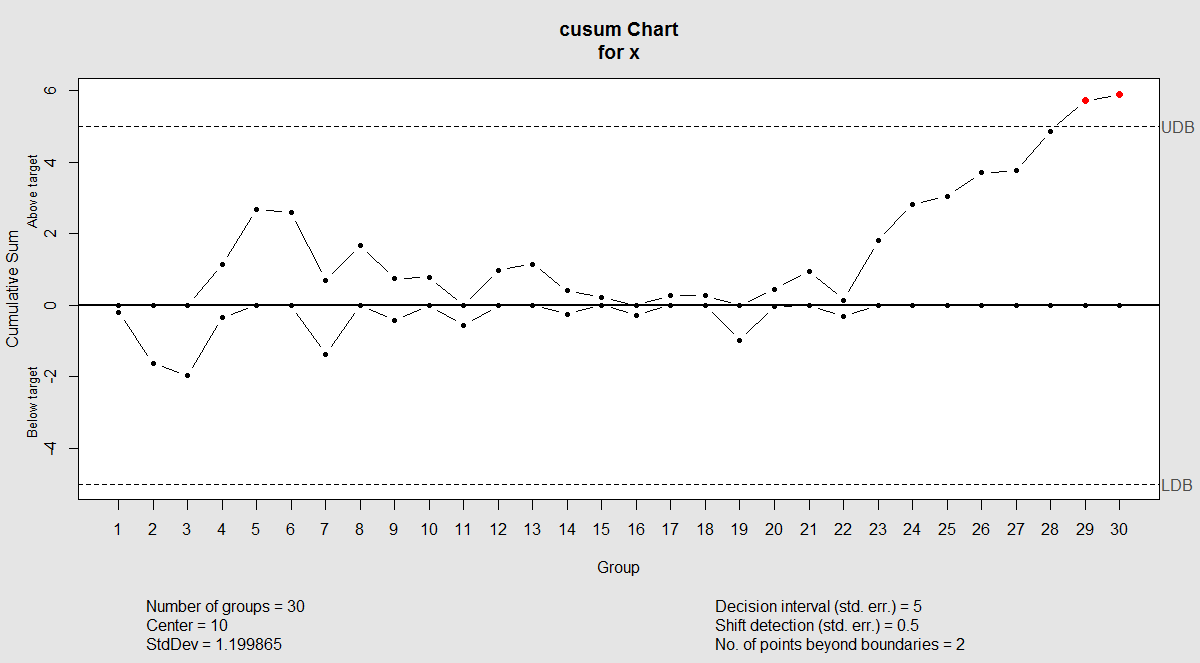 cusum Chart
for x
Cumulative Sum
Above target
Below target
6
4
2
0
-2
-4
UDB
LDB
1 2 3 4 5 6 7 8 9 10 11 12 13 14 15 16 17 18 19 20 21 22 23 24 25 26 27 28 29 30
Group
Number of groups = 30
Center = 10
StdDev = 1.199865
Decision interval (std. err.) = 5
Shift detection (std. err.) = 0.5
No. of points beyond boundaries = 2